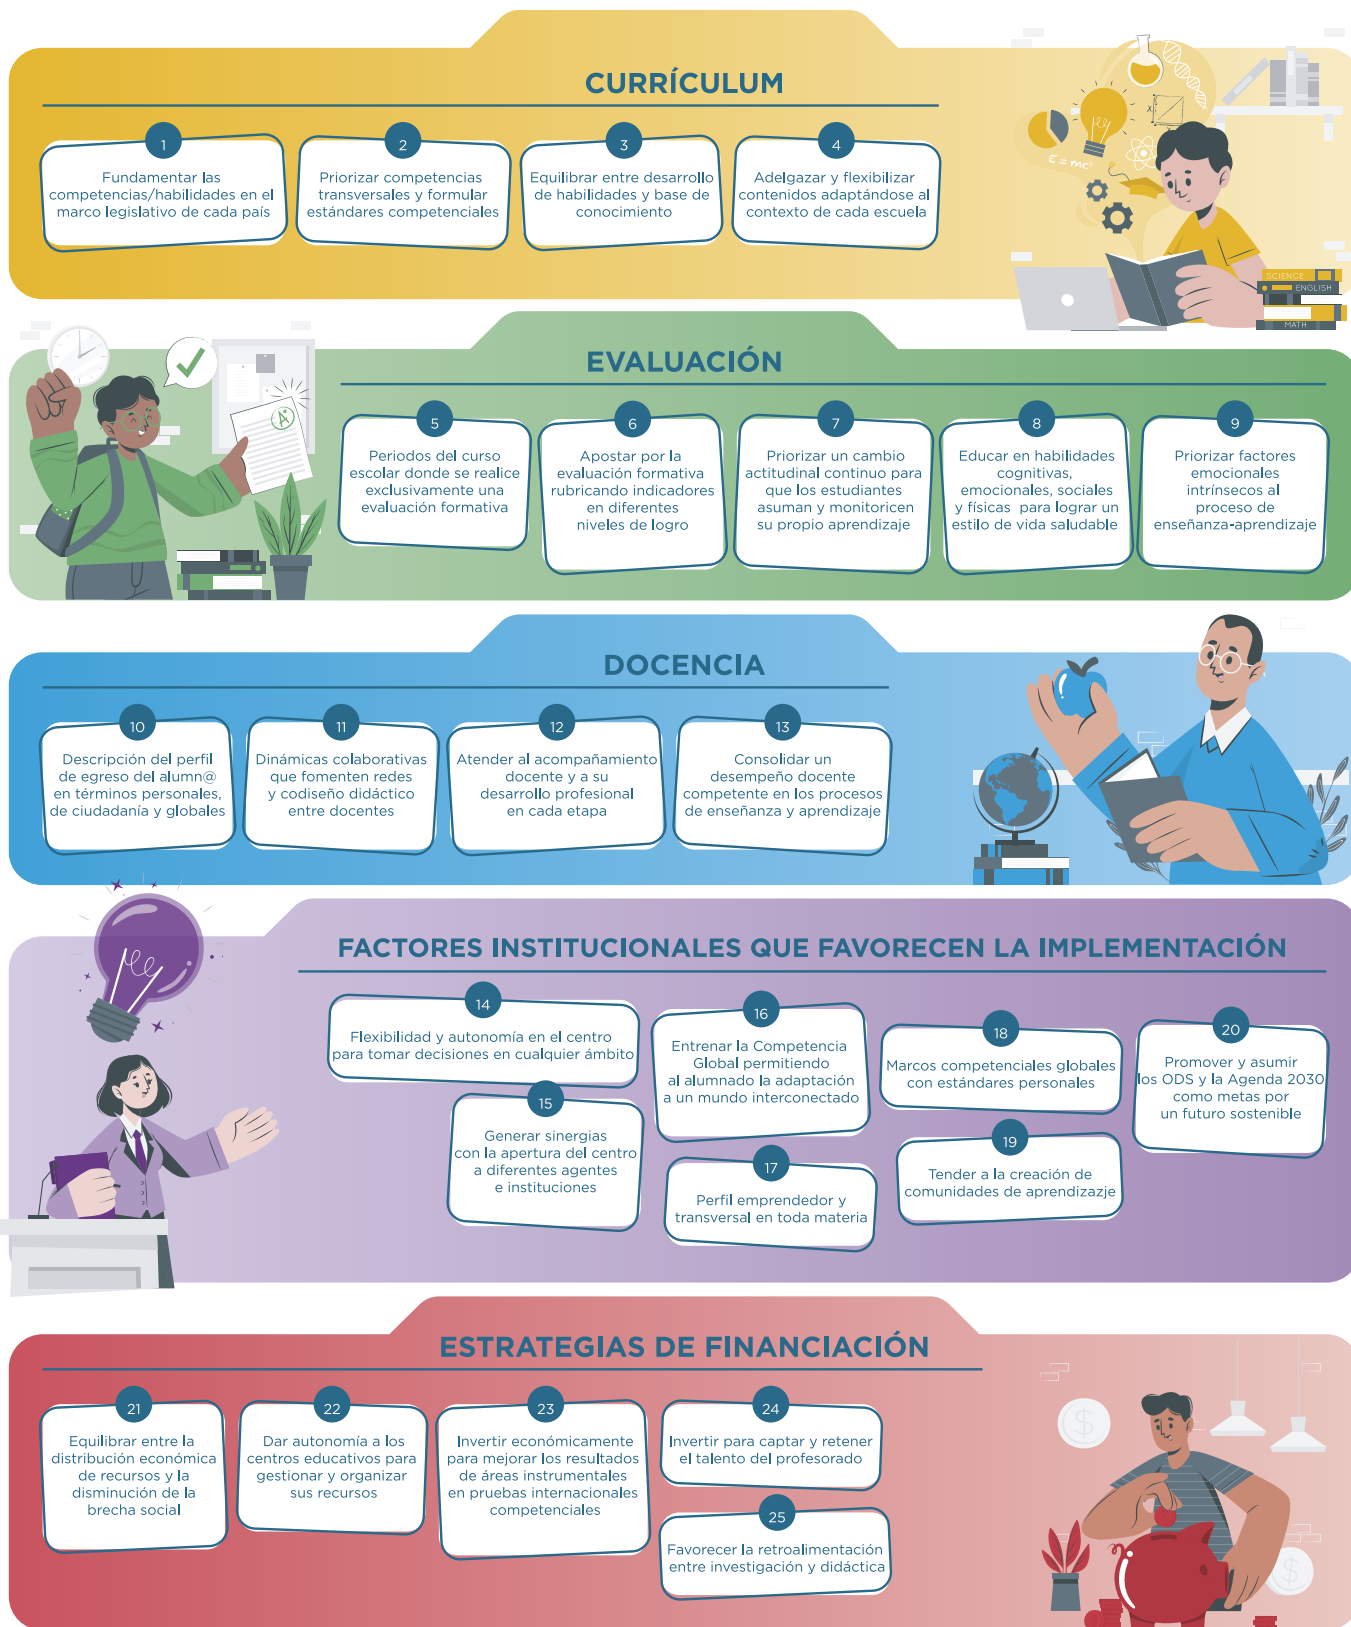 CURRÍCULUM
1
Fundamentar las
competencias/habilidades en el
marco legislativo de cada país
2
Priorizar competencias
transversales y formular
estándares competenciales
3
Equilibrar entre desarrollo
de habilidades y base de
conocimiento
4
Adelgazar y flexibilizar
contenidos adaptándose al
contexto de cada escuela
E = mc²
SCIENCE
ENGLISH
MATH
EVALUACIÓN
A+
5
Periodos del curso
escolar donde se realice
exclusivamente una
evaluación formativa
6
Apostar por la
evaluación formativa
rubricando indicadores
en diferentes
niveles de logro
7
Priorizar un cambio
actitudinal continuo para
que los estudiantes
asuman y monitoricen
su propio aprendizaje
8
Educar en habilidades
cognitivas,
emocionales, sociales
y físicas para lograr un
estilo de vida saludable
9
Priorizar factores
emocionales
intrínsecos al
proceso de
enseñanza-aprendizaje
DOCENCIA
10
Descripción del perfil
de egreso del alumn@
en términos personales,
de ciudadanía y globales
11
Dinámicas colaborativas
que fomenten redes
y codiseño didáctico
entre docentes
12
Atender al acompañamiento
docente y a su
desarrollo profesional
en cada etapa
13
Consolidar un
desempeño docente
competente en los procesos
de enseñanza y aprendizaje
FACTORES INSTITUCIONALES QUE FAVORECEN LA IMPLEMENTACIÓN
14
Flexibilidad y autonomía en el centro
para tomar decisiones en cualquier ámbito
15
Generar sinergias
con la apertura del centro
a diferentes agentes
e instituciones
16
Entrenar la Competencia
Global permitiendo
al alumnado la adaptación
a un mundo interconectado
17
Perfil emprendedor y
transversal en toda materia
18
Marcos competenciales globales
con estándares personales
19
Tender a la creación de
comunidades de aprendizazje
20
Promover y asumir
los ODS y la Agenda 2030
como metas por
un futuro sostenible
ESTRATEGIAS DE FINANCIACIÓN
21
Equilibrar entre la
distribución económica
de recursos y la
disminución de la
brecha social
22
Dar autonomía a los
centros educativos para
gestionar y organizar
sus recursos
23
Invertir económicamente
para mejorar los resultados
de áreas instrumentales
en pruebas internacionales
competenciales
24
Invertir para captar y retener
el talento del profesorado
25
Favorecer la retroalimentación
entre investigación y didáctica
$
$